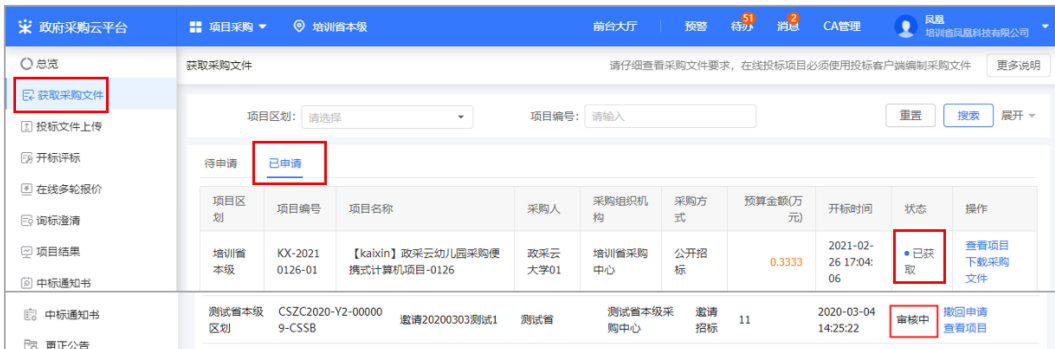 政府采购云平台
项目采购
培训省本级
前台大厅
预警
待办
51
消息
2
CA管理
凤凰
培训省凤凰科技有限公司
总览
获取采购文件
投标文件上传
开标评标
在线多轮报价
询标澄清
项目结果
中标通知书
中标通知书
更正公告
获取采购文件
请仔细查看采购文件要求，在线投标项目必须使用投标客户端编制采购文件
更多说明
项目区划：
请选择
项目编号：
请输入
重置
搜索
展开
待申请
已申请
项目区
划
项目编号
项目名称
采购人
采购组织机
构
采购方
式
预算金额(万
元)
开标时间
状态
操作
培训省
本级
KX-2021
0126-01
【kaixin】政采云幼儿园采购便
携式计算机项目-0126
政采云
大学01
培训省采购
中心
公开招
标
0.3333
2021-02-
26 17:04:
06
已获
取
查看项目
下载采购
文件
测试省本级
区划
CSZC2020-Y2-00000
9-CSSB
邀请20200303测试1
测试省
测试省本级采
购中心
邀请
招标
11
2020-03-04
14:25:22
审核中
撤回申请
查看项目